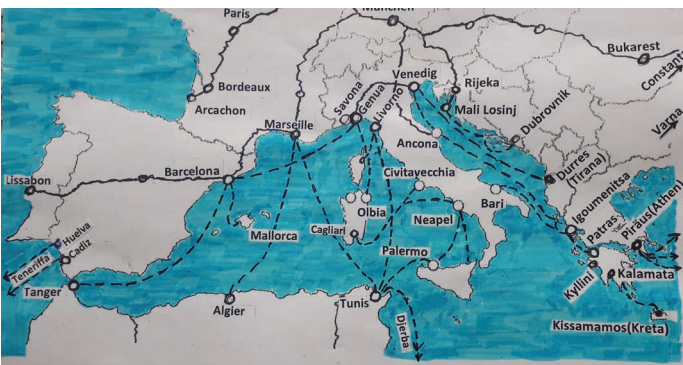 Paris
München
Bukarest
Constant
Bordeaux
Arcachon
Venedig
Rijeka
Savona
Genua
Livorno
Mali Losinj
Marseille
Dubrovnik
Varna
Ancona
Lissabon
Barcelona
Civitavecchia
Durres
(Tirana)
Olbia
Neapel
Bari
Igoumenitsa
Cagliari
Mallorca
Patras
Piräus(Athen)
Huelva
Cadiz
Teneriffa
Palermo
Kyllini
Kalamata
Tanger
Algier
Tunis
Djerba
Kissamamos(Kreta)